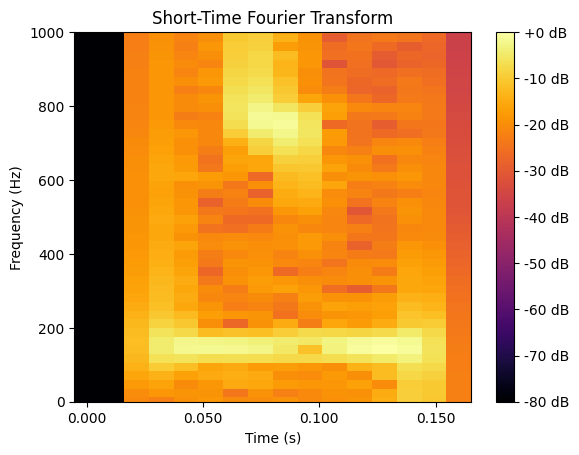 Short-Time Fourier Transform
1000
800
600
400
200
0
Frequency (Hz)
0.000
0.050
0.100
0.150
Time (s)
+0 dB
-10 dB
-20 dB
-30 dB
-40 dB
-50 dB
-60 dB
-70 dB
-80 dB